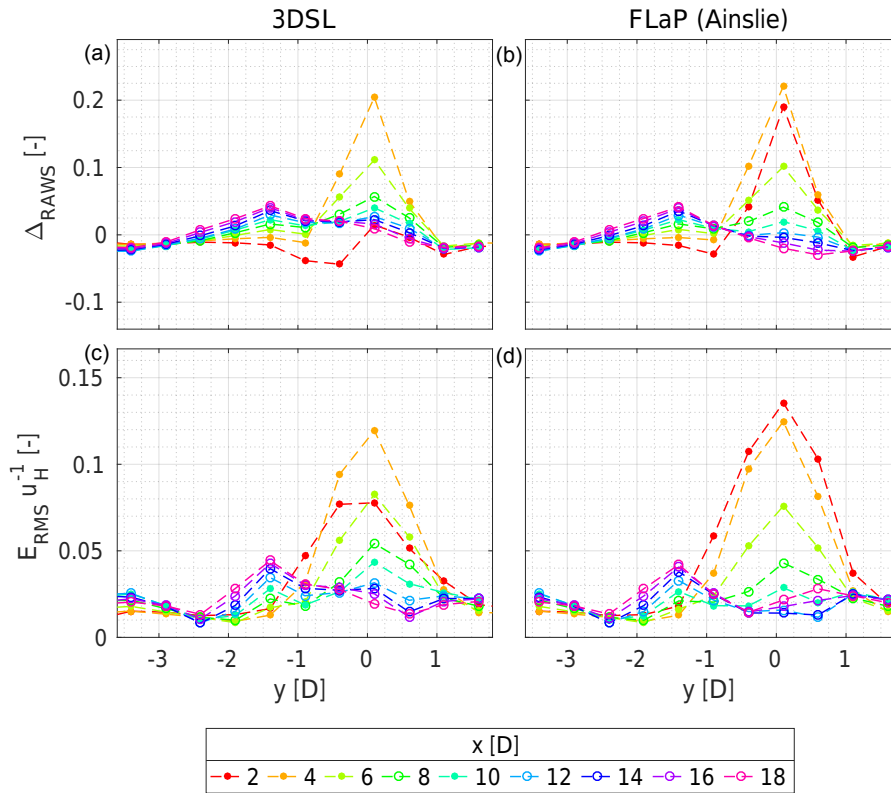 3DSL FLaP (Ainslie)
(a) (b)
Δ_RAWS [-]
0.2
0.1
0
-0.1
(c) (d)
E_RMS u_H^-1 [-]
0.15
0.1
0.05
0
-3 -2 -1 0 1 -3 -2 -1 0 1
y [D] y [D]
x [D]
2 4 6 8 10 12 14 16 18